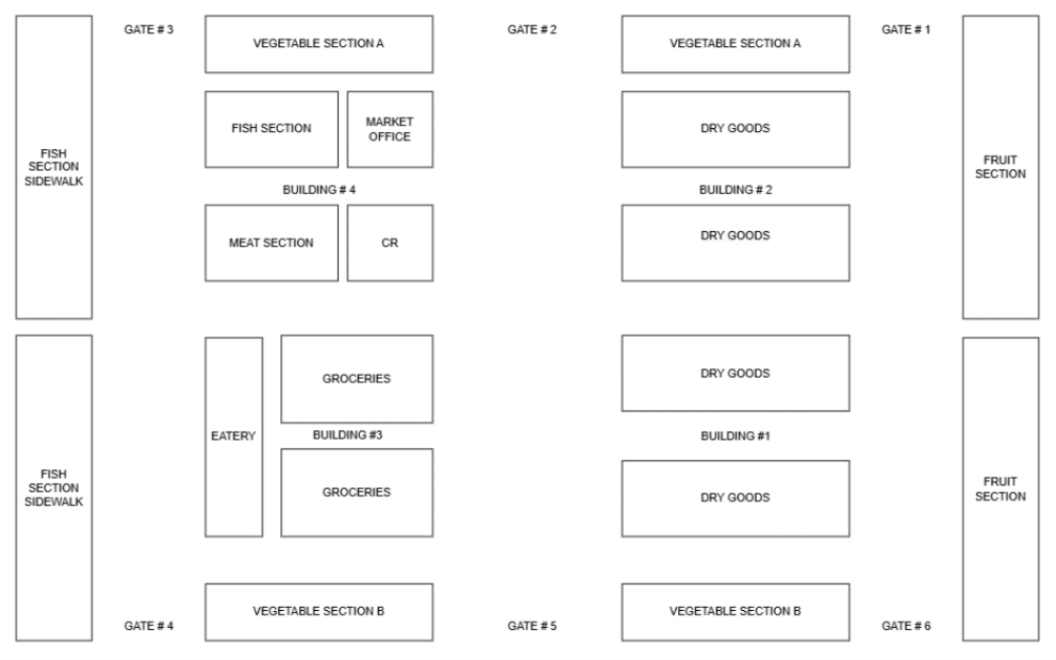 GATE # 3
VEGETABLE SECTION A
GATE # 2
VEGETABLE SECTION A
GATE # 1
FISH SECTION
MARKET
OFFICE
DRY GOODS
FISH
SECTION
SIDEWALK
FRUIT
SECTION
BUILDING # 4
BUILDING # 2
MEAT SECTION
CR
DRY GOODS
GROCERIES
DRY GOODS
EATERY
BUILDING #3
BUILDING #1
FISH
SECTION
SIDEWALK
GROCERIES
DRY GOODS
FRUIT
SECTION
VEGETABLE SECTION B
VEGETABLE SECTION B
GATE # 4
GATE # 5
GATE # 6